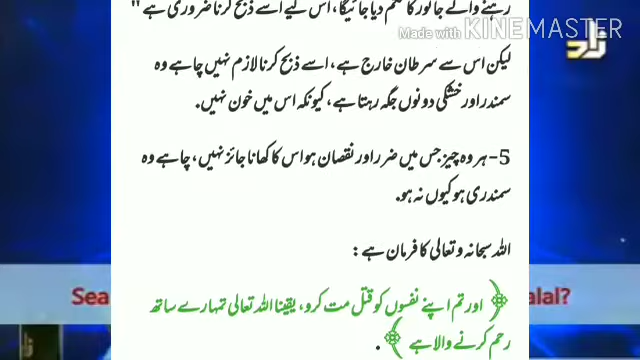 رہنے والے جانور کا حکم دیا جائیگا، اس لیے اسے ذبح کرنا ضروری ہے "
Made with KINEMASTER
زاد
لیکن اس سے سرطان خارج ہے، اسے ذبح کرنا لازم نہیں چاہے وہ
سمندر اور خشکی دونوں جگہ رہتا ہے، کیونکہ اس میں خون نہیں.
5- ہر وہ چیز جس میں ضرر اور نقصان ہو اس کا کھانا جائز نہیں، چاہے وہ
سمندری ہو کیوں نہ ہو.
اللہ سبحانہ و تعالی کا فرمان ہے:
Sea
alal?
﴿ اور تم اپنے نفسوں کو قتل مت کرو، یقینا اللہ تعالی تمہارے ساتھ
رحم کرنے والا ہے ﴾.